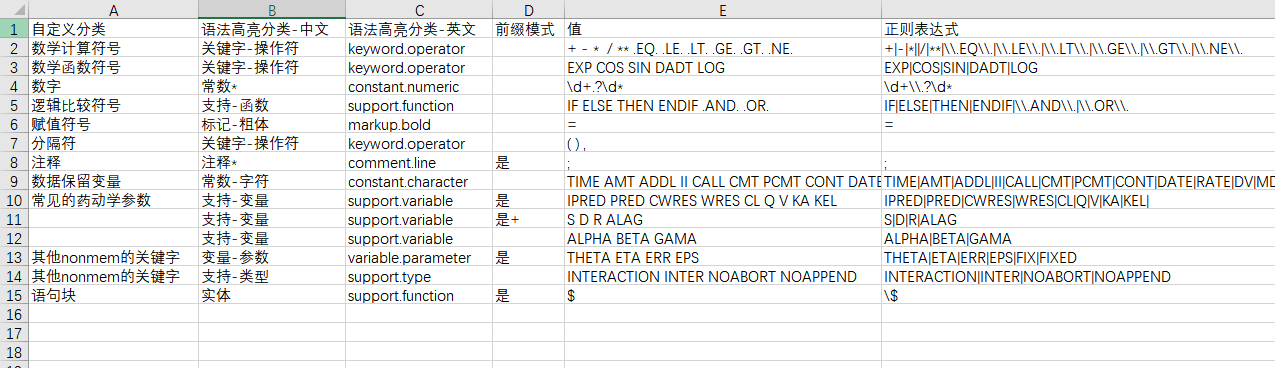 A B C D E
1 自定义分类 语法高亮分类-中文 语法高亮分类-英文 前缀模式 值 正则表达式
2 数学计算符号 关键字-操作符 keyword.operator + - * / ** .EQ. .LE. .LT. .GE. .GT. .NE. +|-|*||/|**|\\.EQ\\.|\\.LE\\.|\\.LT\\.|\\.GE\\.|\\.GT\\.|\\.NE\\.
3 数学函数符号 关键字-操作符 keyword.operator EXP COS SIN DADT LOG EXP|COS|SIN|DADT|LOG
4 数字 常数* constant.numeric \d+.?\d* \d+\\.?\d*
5 逻辑比较符号 支持-函数 support.function IF ELSE THEN ENDIF .AND. .OR. IF|ELSE|THEN|ENDIF|\\.AND\\.|\\.OR\\.
6 赋值符号 标记-粗体 markup.bold = =
7 分隔符 关键字-操作符 keyword.operator ( ) ,
8 注释 注释* comment.line 是 ; ;
9 数据保留变量 常数-字符 constant.character TIME AMT ADDL II CALL CMT PCMT CONT DATE TIME|AMT|ADDL|II|CALL|CMT|PCMT|CONT|DATE|RATE|DV|MD
10 常见的药动学参数 支持-变量 support.variable 是 IPRED PRED CWRES WRES CL Q V KA KEL IPRED|PRED|CWRES|WRES|CL|Q|V|KA|KEL|
11 支持-变量 support.variable 是+ S D R ALAG S|D|R|ALAG
12 支持-变量 support.variable ALPHA BETA GAMA ALPHA|BETA|GAMA
13 其他nonmem的关键字 变量-参数 variable.parameter 是 THETA ETA ERR EPS THETA|ETA|ERR|EPS|FIX|FIXED
14 其他nonmem的关键字 支持-类型 support.type INTERACTION INTER NOABORT NOAPPEND INTERACTION|INTER|NOABORT|NOAPPEND
15 语句块 实体 support.function 是 $ \$
16
17
18